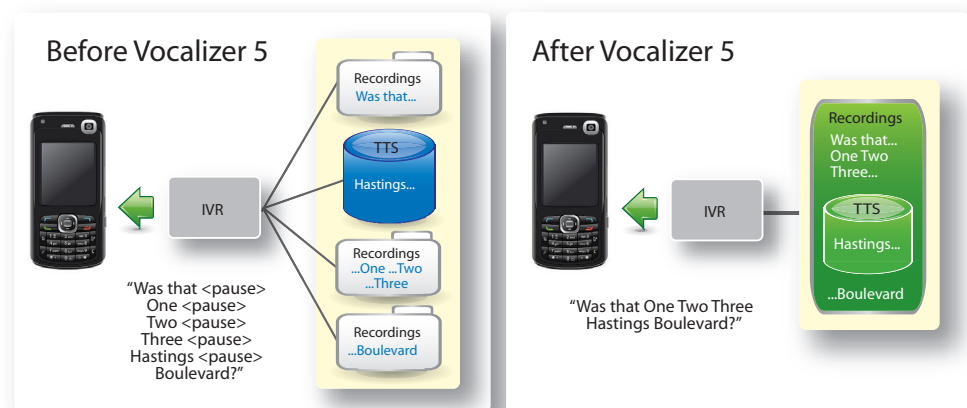 Before Vocalizer 5
Recordings
Was that...
TTS
Hastings...
IVR
Recordings
...One ...Two
...Three
Recordings
...Boulevard
“Was that <pause>
One <pause>
Two <pause>
Three <pause>
Hastings <pause>
Boulevard?”
After Vocalizer 5
Recordings
Was that...
One Two
Three...
TTS
Hastings...
...Boulevard
IVR
“Was that One Two Three
Hastings Boulevard?”